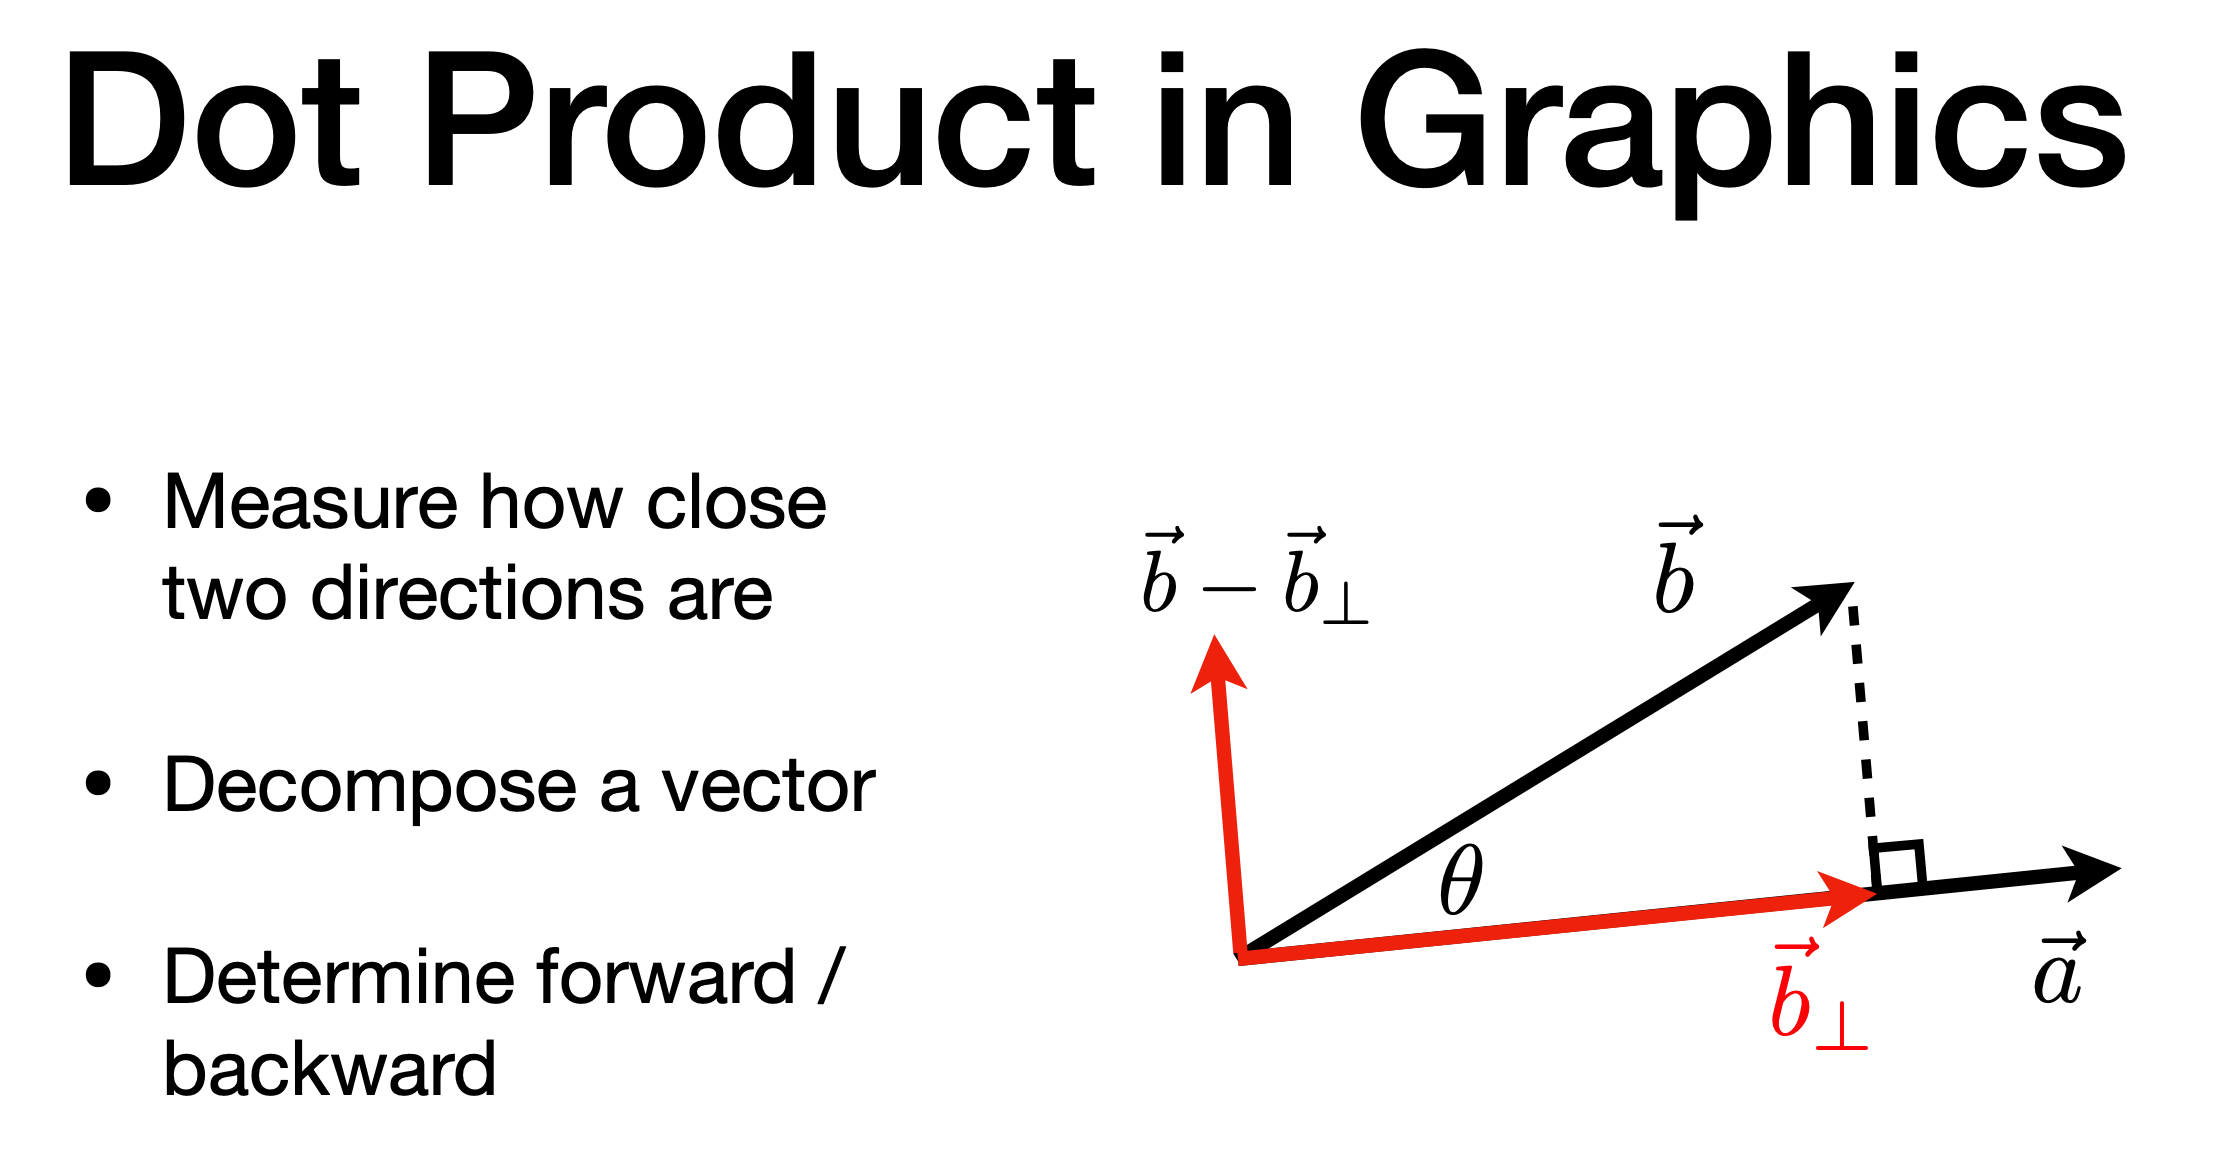 Dot Product in Graphics
• Measure how close
two directions are
• Decompose a vector
• Determine forward /
backward
$\vec{b} - \vec{b}_\perp$
$\vec{b}$
$\theta$
$\vec{b}_\perp$
$\vec{a}$